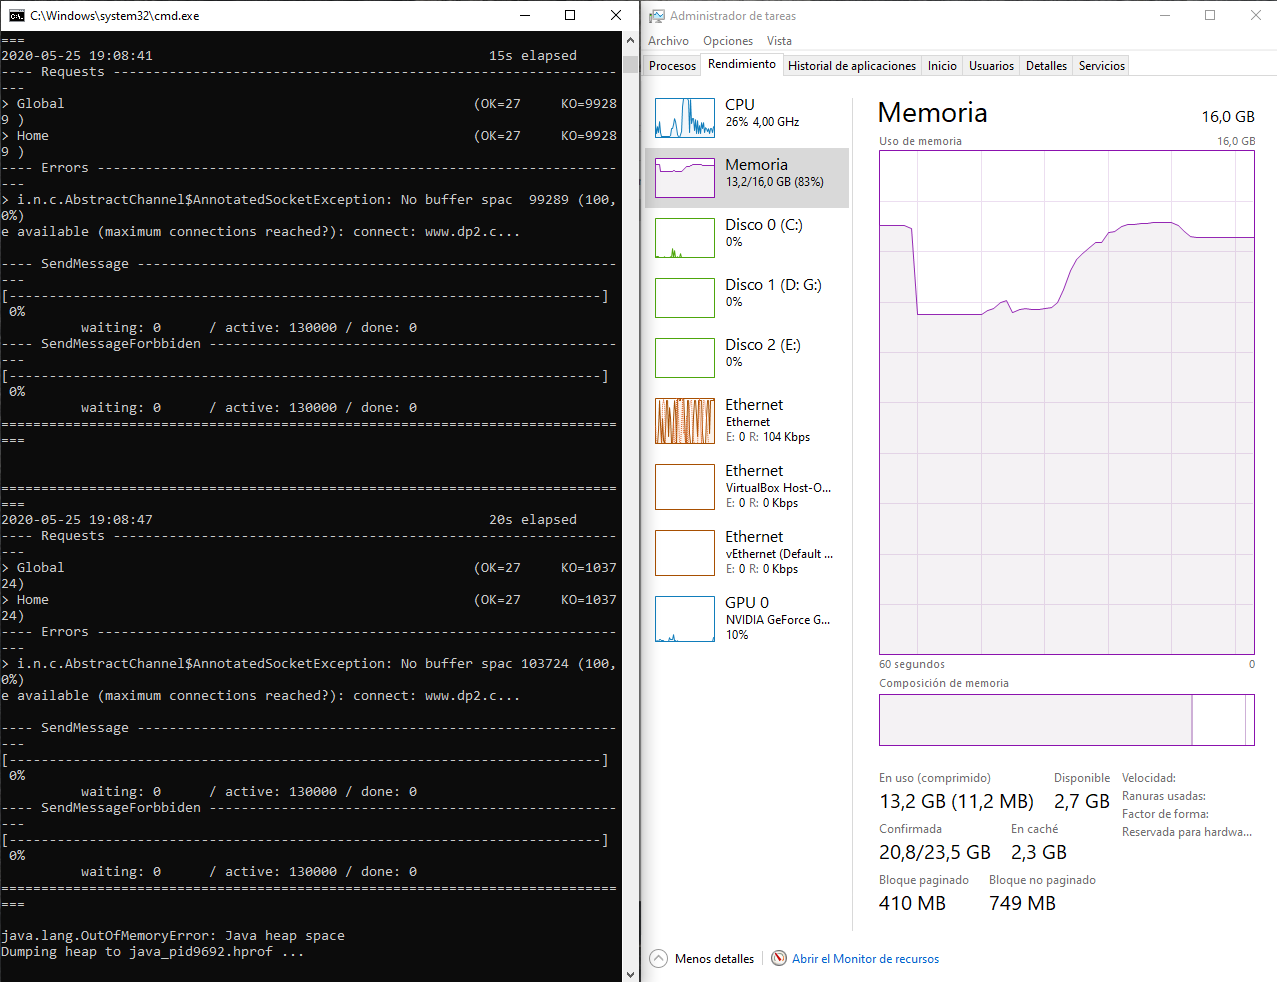 C:\Windows\system32\cmd.exe
===
2020-05-25 19:08:41                                          15s elapsed
---- Requests ---------------------------------------------------------------
---
> Global                                                   (OK=27     KO=9928
9 )
> Home                                                     (OK=27     KO=9928
9 )
---- Errors -----------------------------------------------------------------
---
> i.n.c.AbstractChannel$AnnotatedSocketException: No buffer spac  99289 (100,
0%)
e available (maximum connections reached?): connect: www.dp2.c...
---- SendMessage ------------------------------------------------------------
---
[--------------------------------------------------------------------------]
 0%
          waiting: 0      / active: 130000 / done: 0
---- SendMessageForbbiden ---------------------------------------------------
---
[--------------------------------------------------------------------------]
 0%
          waiting: 0      / active: 130000 / done: 0
=============================================================================
===
=============================================================================
===
2020-05-25 19:08:47                                          20s elapsed
---- Requests ---------------------------------------------------------------
---
> Global                                                   (OK=27     KO=1037
24)
> Home                                                     (OK=27     KO=1037
24)
---- Errors -----------------------------------------------------------------
---
> i.n.c.AbstractChannel$AnnotatedSocketException: No buffer spac 103724 (100,
0%)
e available (maximum connections reached?): connect: www.dp2.c...
---- SendMessage ------------------------------------------------------------
---
[--------------------------------------------------------------------------]
 0%
          waiting: 0      / active: 130000 / done: 0
---- SendMessageForbbiden ---------------------------------------------------
---
[--------------------------------------------------------------------------]
 0%
          waiting: 0      / active: 130000 / done: 0
=============================================================================
===
java.lang.OutOfMemoryError: Java heap space
Dumping heap to java_pid9692.hprof ...
Administrador de tareas
Archivo Opciones Vista
Procesos Rendimiento Historial de aplicaciones Inicio Usuarios Detalles Servicios
CPU
26% 4,00 GHz
Memoria
13,2/16,0 GB (83%)
Disco 0 (C:)
0%
Disco 1 (D: G:)
0%
Disco 2 (E:)
0%
Ethernet
Ethernet
E: 0 R: 104 Kbps
Ethernet
VirtualBox Host-O...
E: 0 R: 0 Kbps
Ethernet
vEthernet (Default ...
E: 0 R: 0 Kbps
GPU 0
NVIDIA GeForce G...
10%
Memoria 16,0 GB
Uso de memoria 16,0 GB
60 segundos 0
Composición de memoria
En uso (comprimido) Disponible
13,2 GB (11,2 MB) 2,7 GB
Confirmada En caché
20,8/23,5 GB 2,3 GB
Bloque paginado Bloque no paginado
410 MB 749 MB
Velocidad:
Ranuras usadas:
Factor de forma:
Reservada para hardwa...
Menos detalles Abrir el Monitor de recursos